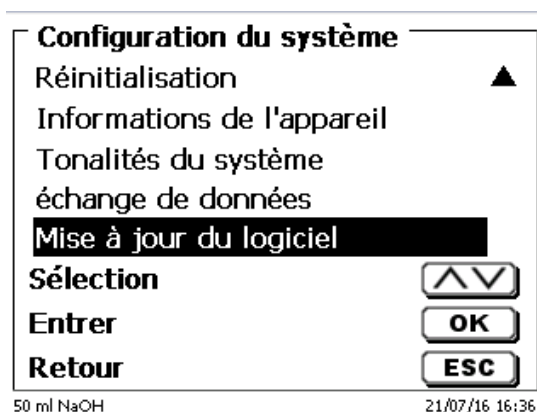 Configuration du système
Réinitialisation
Informations de l'appareil
Tonalités du système
échange de données
Mise à jour du logiciel
Sélection
Entrer OK
Retour ESC
50 ml NaOH 21/07/16 16:36